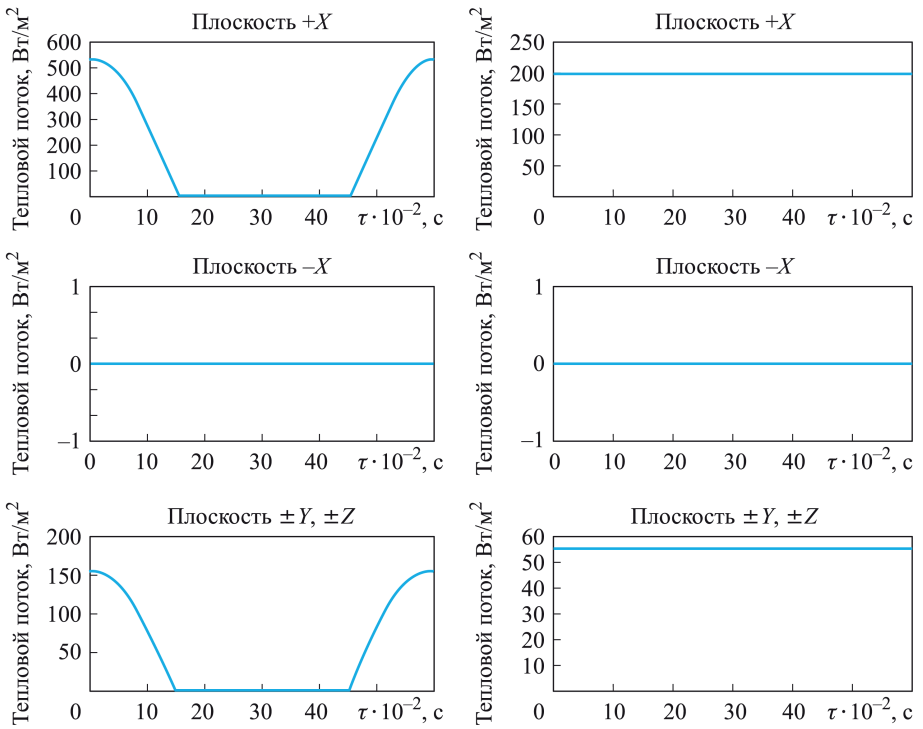 Плоскость +X
Тепловой поток, Вт/м²
600
500
400
300
200
100
0 10 20 30 40 τ·10⁻², с
Плоскость +X
Тепловой поток, Вт/м²
250
200
150
100
50
0 10 20 30 40 τ·10⁻², с
Плоскость –X
Тепловой поток, Вт/м²
1
0
–1
0 10 20 30 40 τ·10⁻², с
Плоскость –X
Тепловой поток, Вт/м²
1
0
–1
0 10 20 30 40 τ·10⁻², с
Плоскость ±Y, ±Z
Тепловой поток, Вт/м²
200
150
100
50
0 10 20 30 40 τ·10⁻², с
Плоскость ±Y, ±Z
Тепловой поток, Вт/м²
60
50
40
30
20
10
0 10 20 30 40 τ·10⁻², с